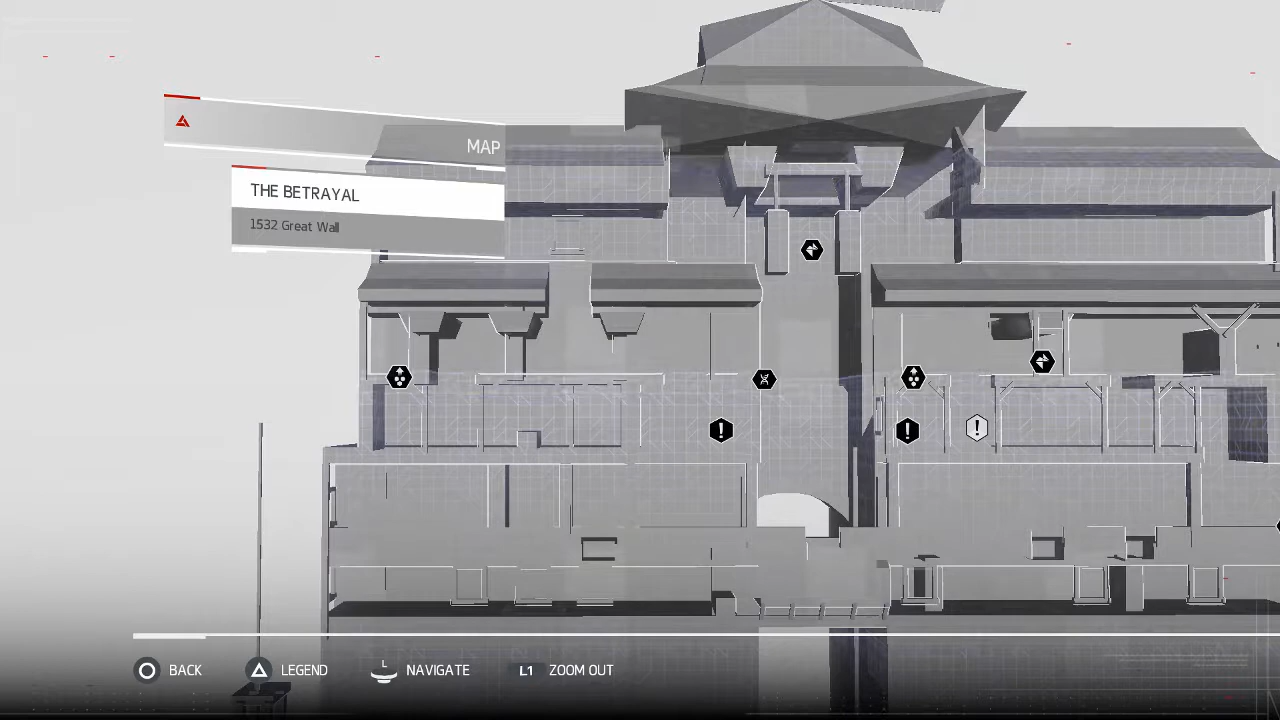 MAP
THE BETRAYAL
1532 Great Wall
BACK
LEGEND
L
NAVIGATE
L1
ZOOM OUT